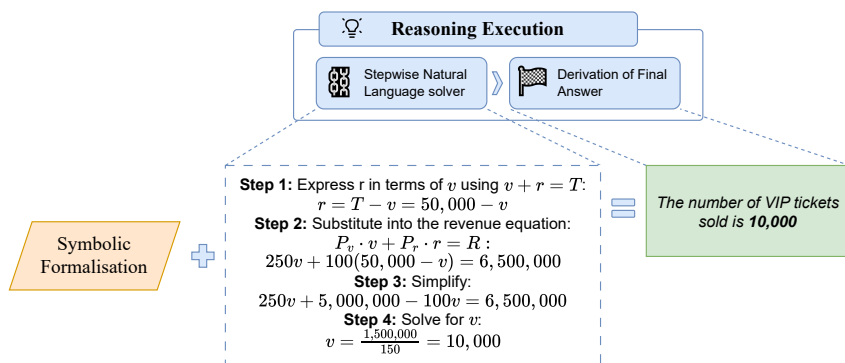 Reasoning Execution
Stepwise Natural
Language solver
Derivation of Final
Answer
Step 1: Express r in terms of v using v + r = T:
r = T − v = 50,000 − v
Step 2: Substitute into the revenue equation:
P_v · v + P_r · r = R :
250v + 100(50,000 − v) = 6,500,000
Step 3: Simplify:
250v + 5,000,000 − 100v = 6,500,000
Step 4: Solve for v:
v = 1,500,000/150 = 10,000
Symbolic
Formalisation
The number of VIP tickets
sold is 10,000